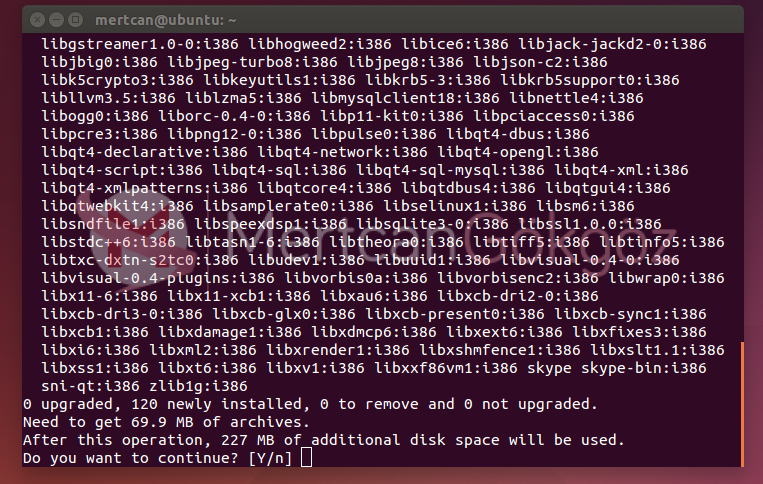 mertcan@ubuntu: ~
libgstreamer1.0-0:i386 libhogweed2:i386 libice6:i386 libjack-jackd2-0:i386
libjbig0:i386 libjpeg-turbo8:i386 libjpeg8:i386 libjson-c2:i386
libk5crypto3:i386 libkeyutils1:i386 libkrb5-3:i386 libkrb5support0:i386
libllvm3.5:i386 liblzma5:i386 libmysqlclient18:i386 libnettle4:i386
libogg0:i386 liborc-0.4-0:i386 libp11-kit0:i386 libpciaccess0:i386
libpcre3:i386 libpng12-0:i386 libpulse0:i386 libqt4-dbus:i386
libqt4-declarative:i386 libqt4-network:i386 libqt4-opengl:i386
libqt4-script:i386 libqt4-sql:i386 libqt4-sql-mysql:i386 libqt4-xml:i386
libqt4-xmlpatterns:i386 libqtcore4:i386 libqtdbus4:i386 libqtgui4:i386
libqtwebkit4:i386 libsamplerate0:i386 libselinux1:i386 libsm6:i386
libsndfile1:i386 libspeexdsp1:i386 libsqlite3-0:i386 libssl1.0.0:i386
libstdc++6:i386 libtasn1-6:i386 libtheora0:i386 libtiff5:i386 libtinfo5:i386
libtxc-dxtn-s2tc0:i386 libudev1:i386 libuuid1:i386 libvisual-0.4-0:i386
libvisual-0.4-plugins:i386 libvorbis0a:i386 libvorbisenc2:i386 libwrap0:i386
libx11-6:i386 libx11-xcb1:i386 libxau6:i386 libxcb-dri2-0:i386
libxcb-dri3-0:i386 libxcb-glx0:i386 libxcb-present0:i386 libxcb-sync1:i386
libxcb1:i386 libxdamage1:i386 libxdmcp6:i386 libxext6:i386 libxfixes3:i386
libxi6:i386 libxml2:i386 libxrender1:i386 libxshmfence1:i386 libxslt1.1:i386
libxss1:i386 libxt6:i386 libxv1:i386 libxxf86vm1:i386 skype skype-bin:i386
sni-qt:i386 zlib1g:i386
0 upgraded, 120 newly installed, 0 to remove and 0 not upgraded.
Need to get 69.9 MB of archives.
After this operation, 227 MB of additional disk space will be used.
Do you want to continue? [Y/n]
MertcanGökgöz